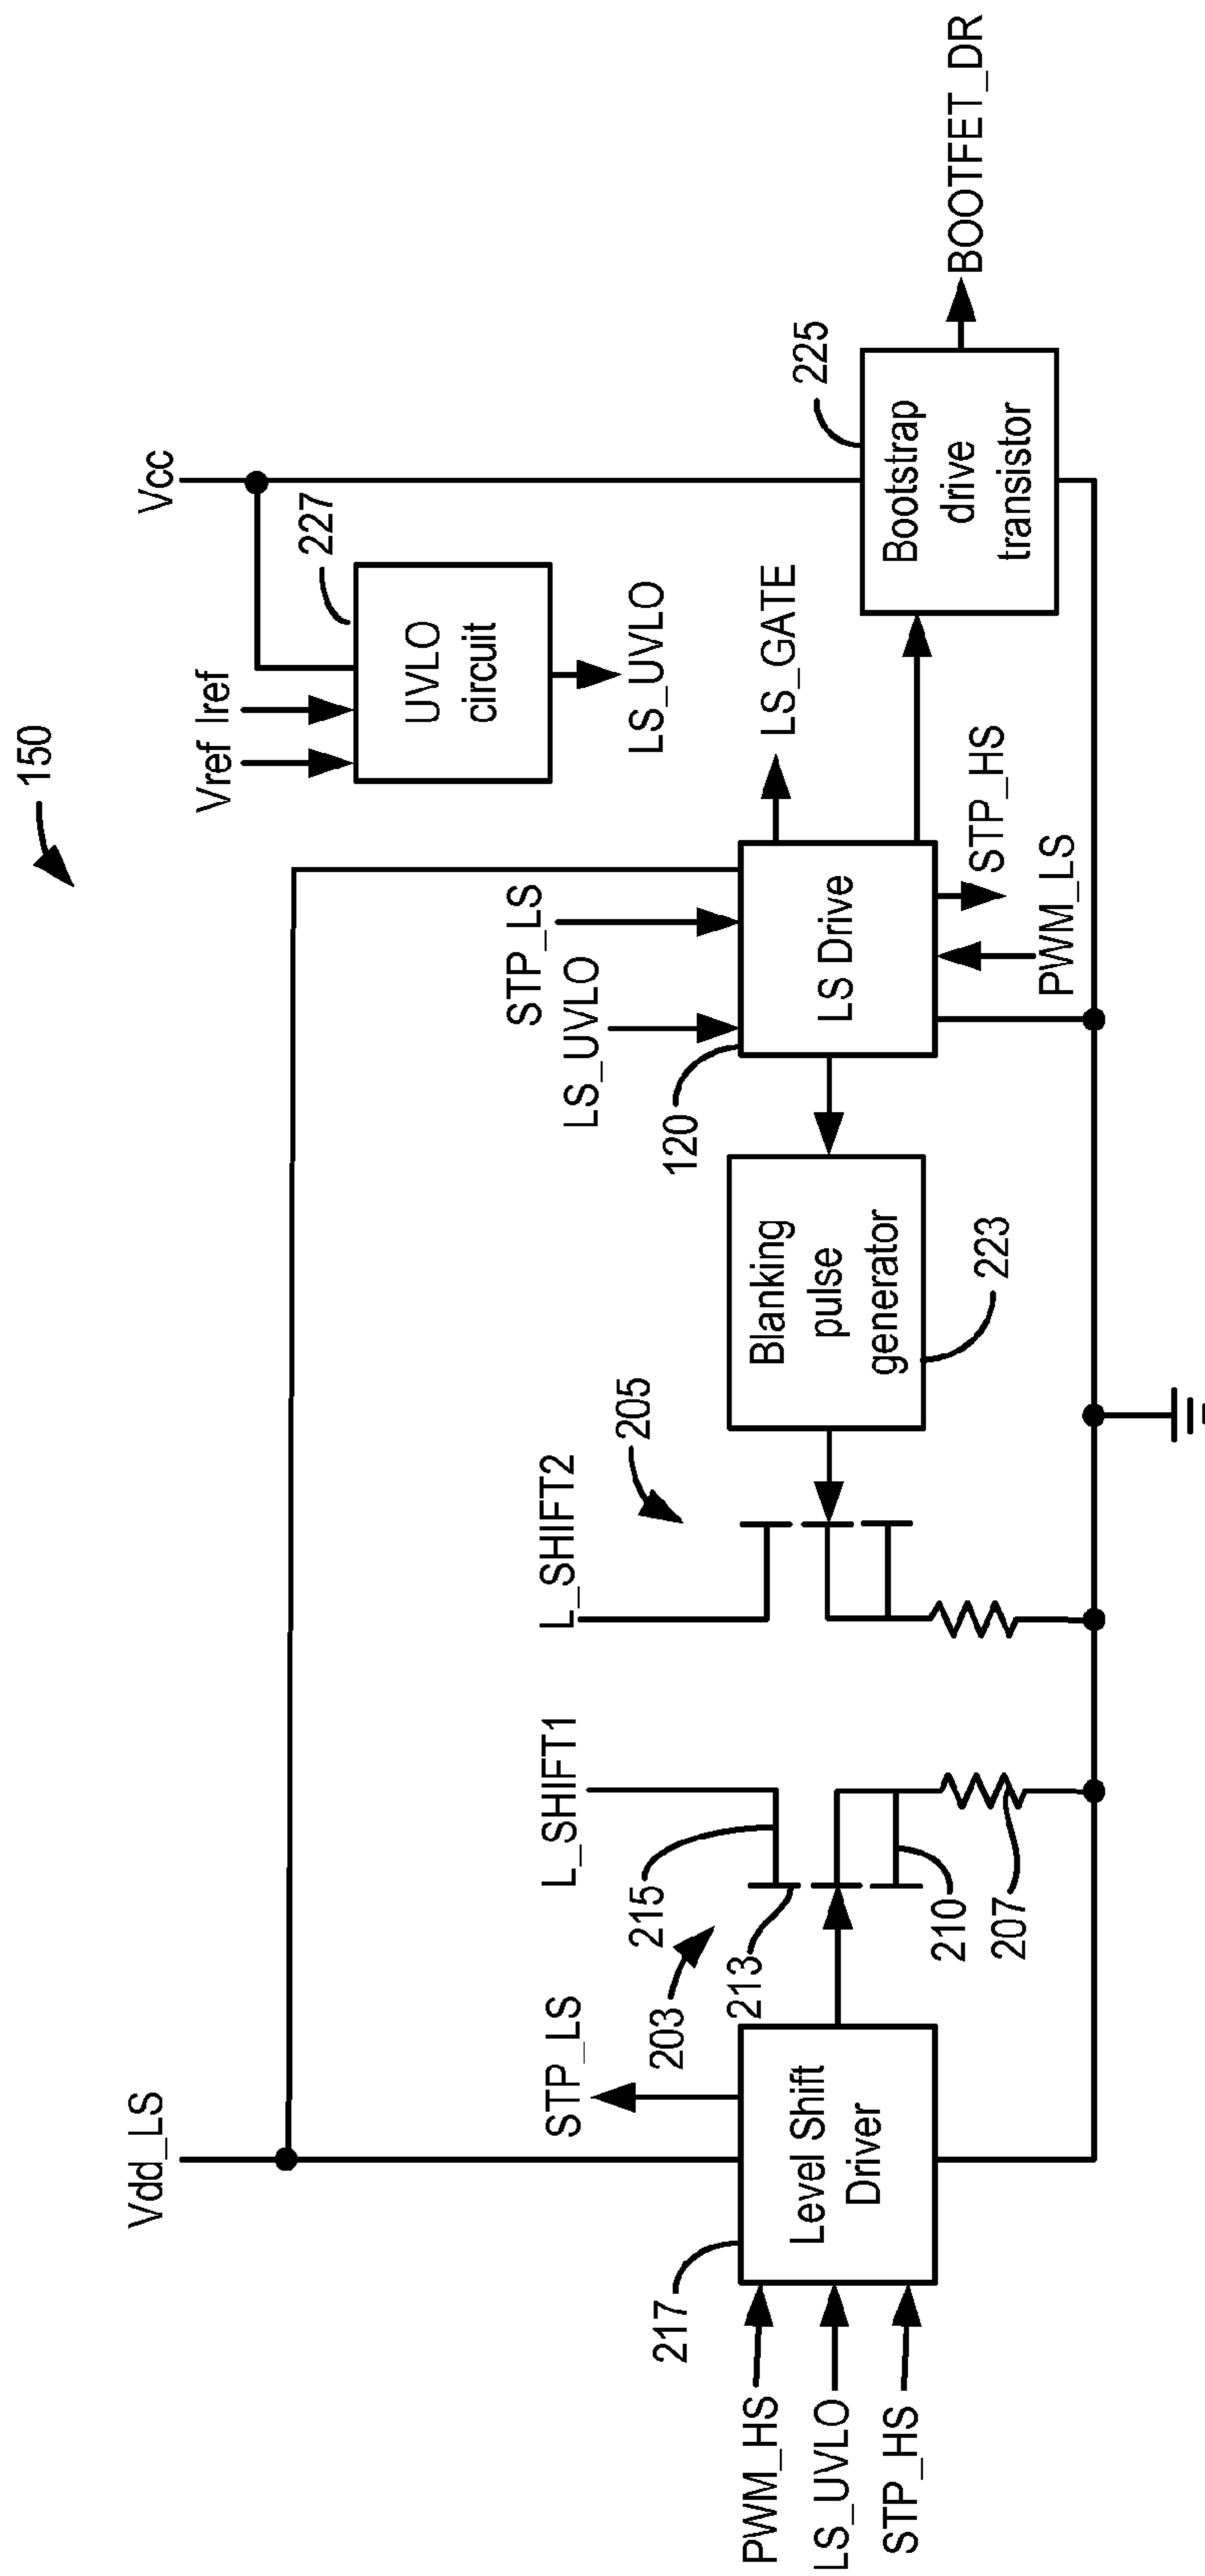 150
Vdd_LS
Vcc
Vref
Iref
227
UVLO
circuit
LS_UVLO
STP_LS
L_SHIFT1
L_SHIFT2
205
STP_LS
LS_UVLO
LS_GATE
225
217
203
215
213
120
PWM_HS
LS_UVLO
STP_HS
Level Shift
Driver
Blanking
pulse
generator
LS Drive
Bootstrap
drive
transistor
BOOTFET_DR
210
207
223
STP_HS
PWM_LS